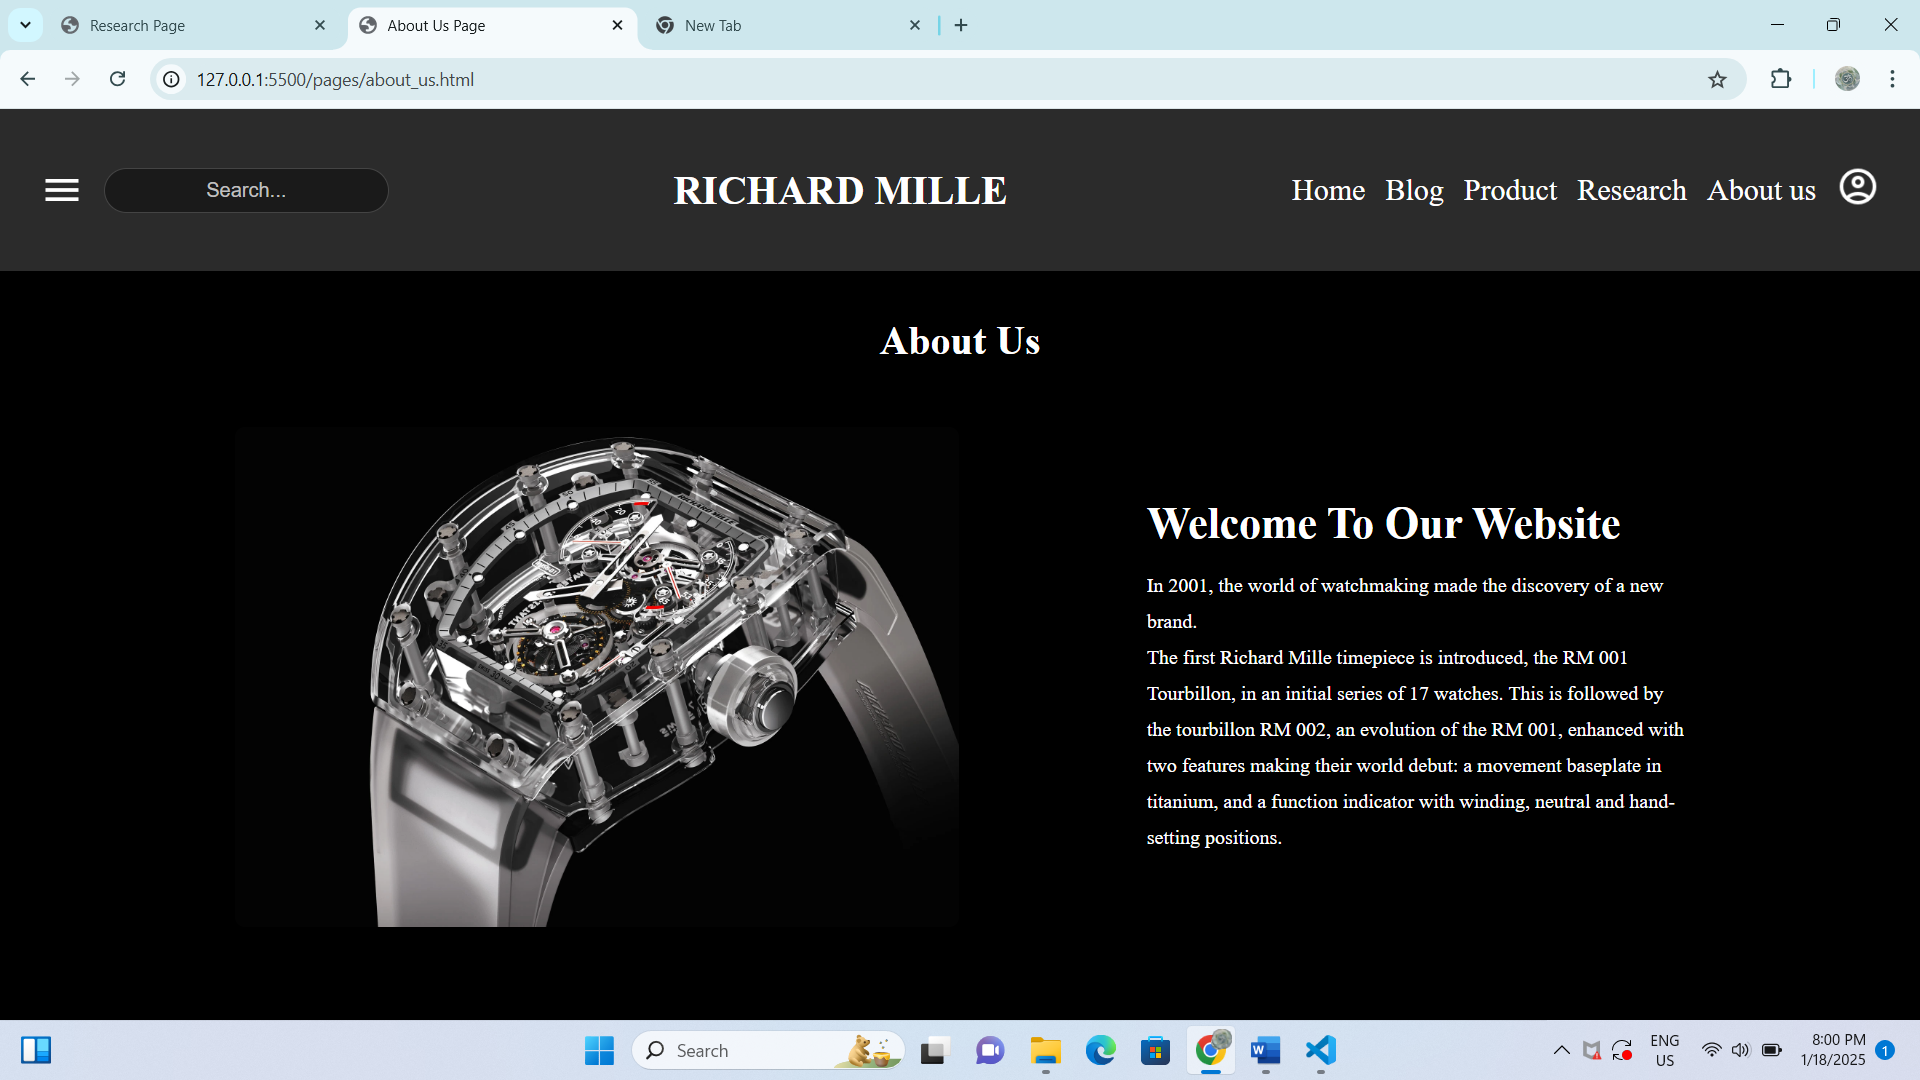 Research Page
About Us Page
New Tab
127.0.0.1:5500/pages/about_us.html
Search...
RICHARD MILLE
Home Blog Product Research About us
About Us
Welcome To Our Website
In 2001, the world of watchmaking made the discovery of a new
brand.
The first Richard Mille timepiece is introduced, the RM 001
Tourbillon, in an initial series of 17 watches. This is followed by
the tourbillon RM 002, an evolution of the RM 001, enhanced with
two features making their world debut: a movement baseplate in
titanium, and a function indicator with winding, neutral and hand-
setting positions.
RICHARD MILLE
Search
ENG
US
8:00 PM
1/18/2025
1